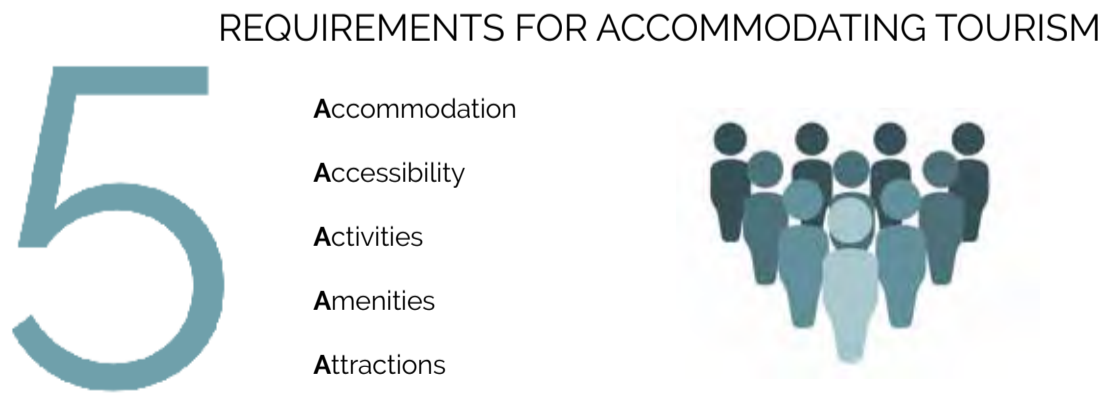 REQUIREMENTS FOR ACCOMMODATING TOURISM
5
Accommodation
Accessibility
Activities
Amenities
Attractions